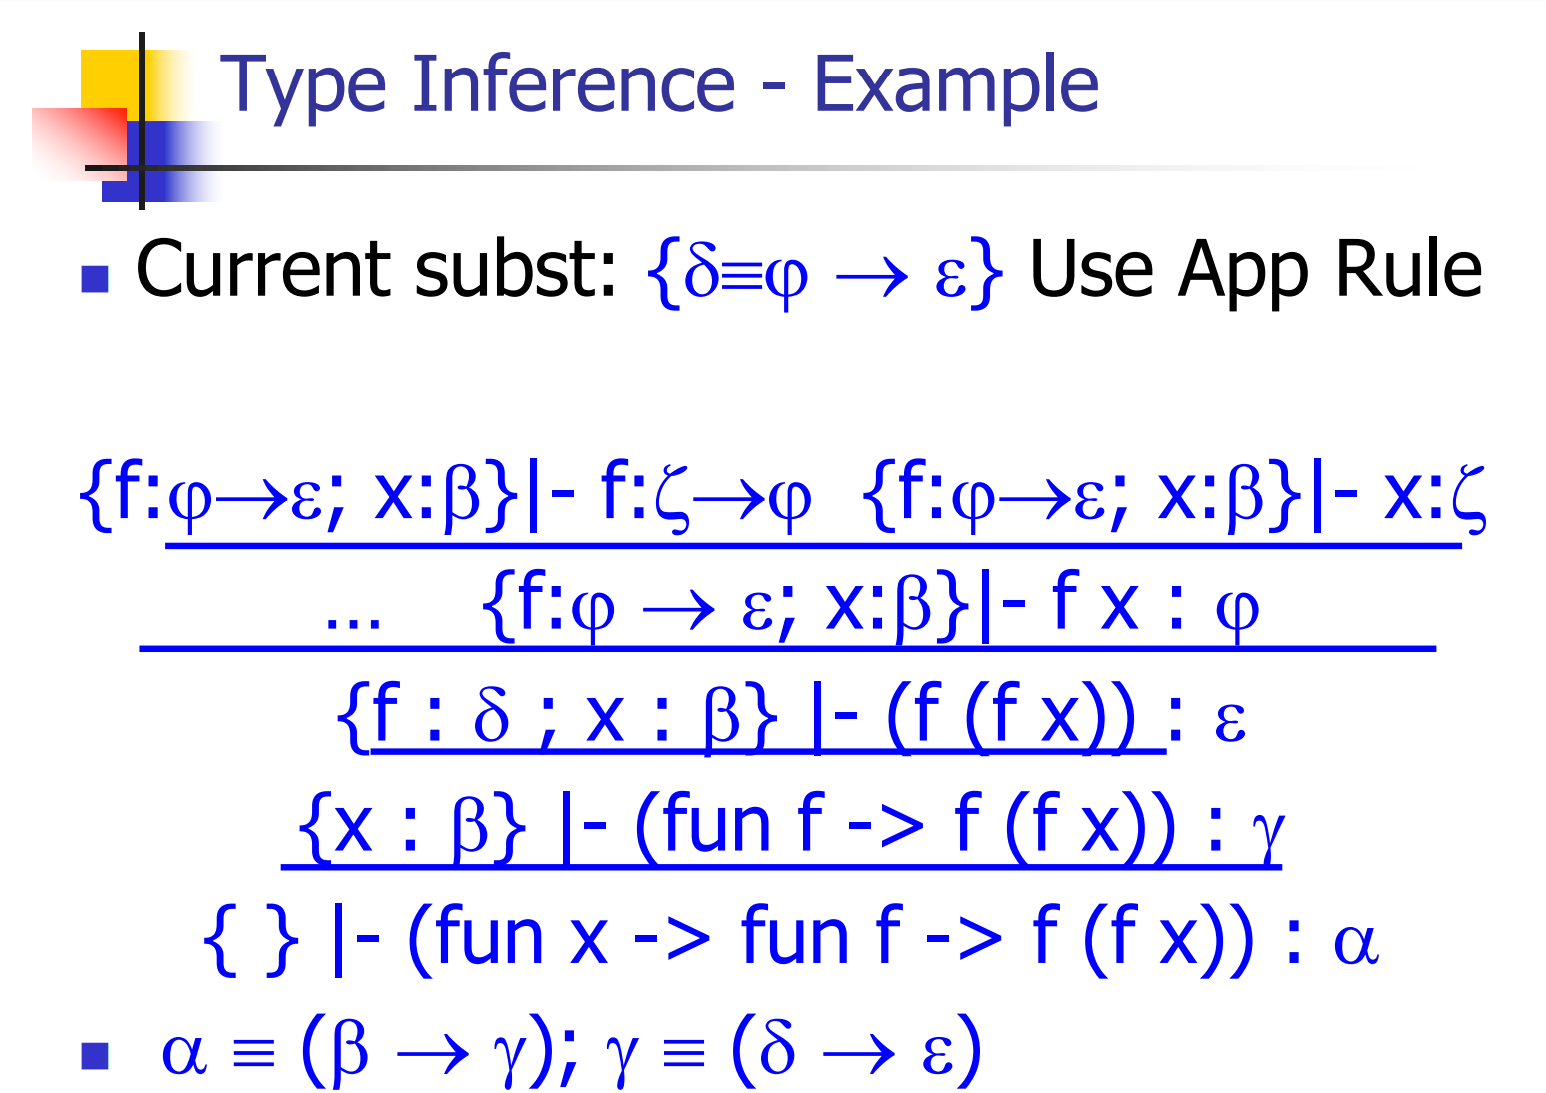 Type Inference - Example
Current subst: {δ≡φ → ε} Use App Rule
{f:φ→ε; x:β}|- f:ζ→φ {f:φ→ε; x:β}|- x:ζ
… {f:φ → ε; x:β}|- f x : φ
{f : δ ; x : β} |- (f (f x)) : ε
{x : β} |- (fun f -> f (f x)) : γ
{ } |- (fun x -> fun f -> f (f x)) : α
α ≡ (β → γ); γ ≡ (δ → ε)